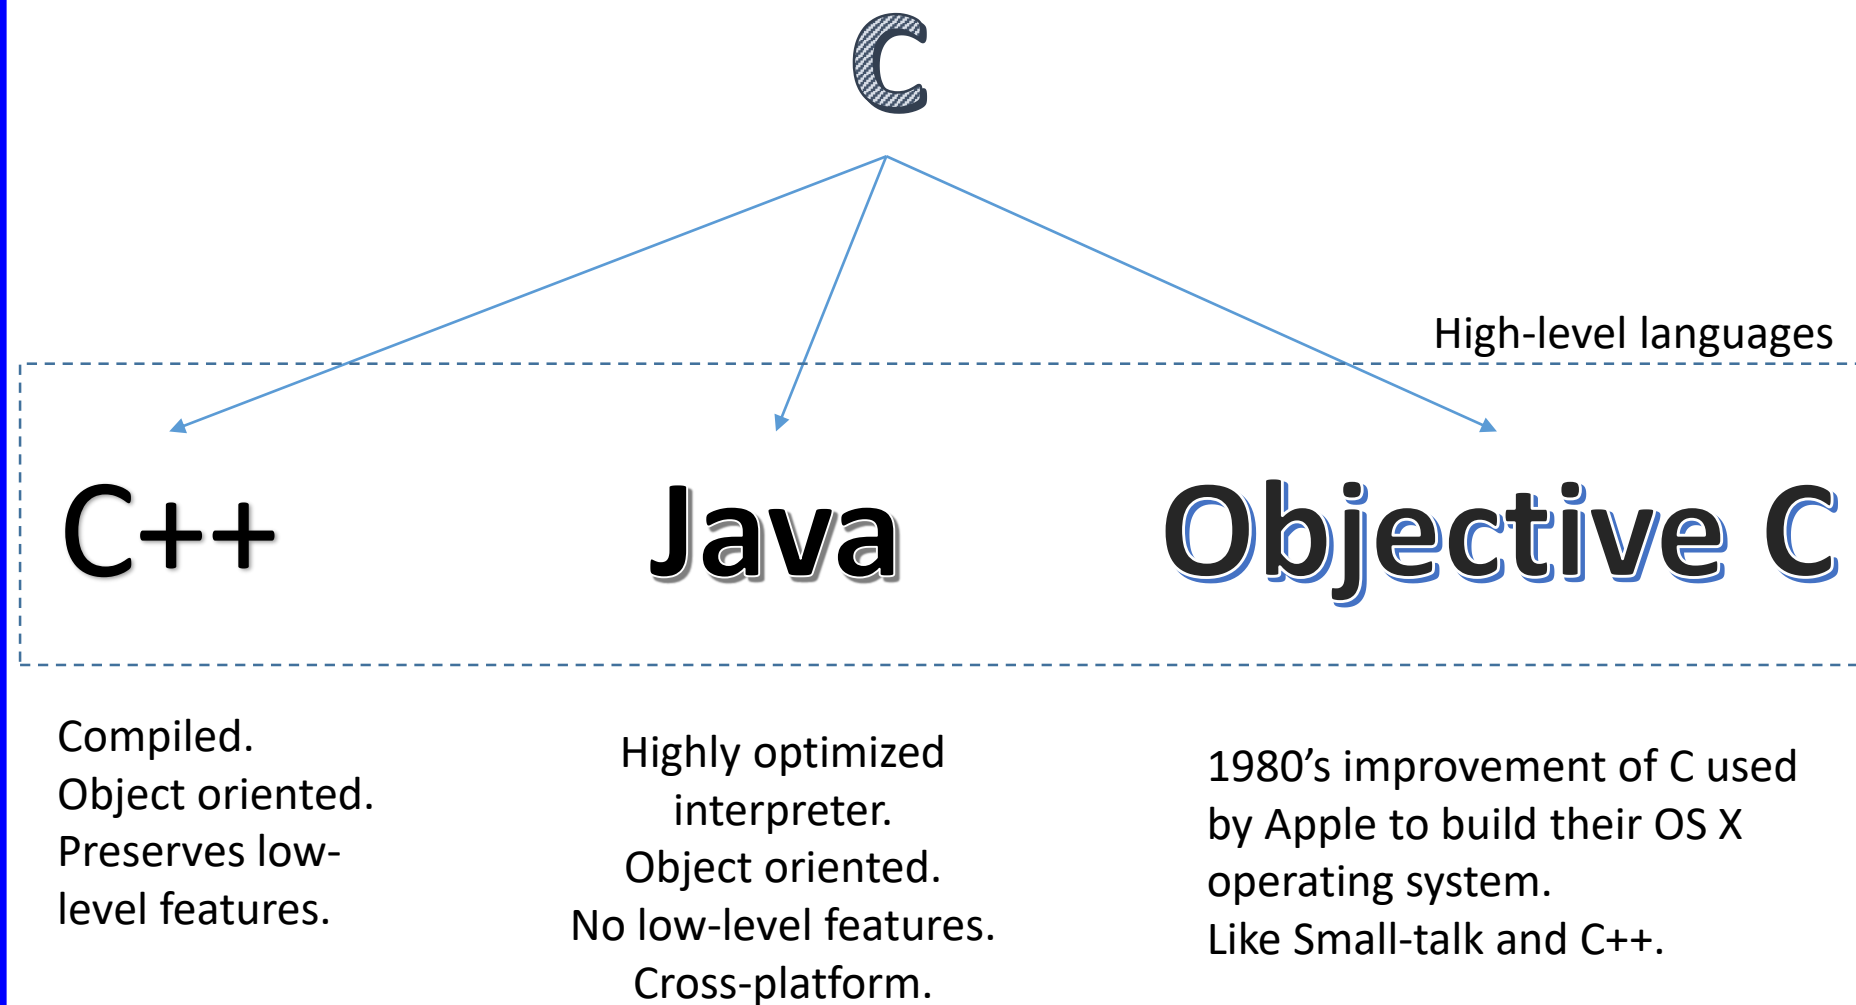 C
High-level languages
C++
Java
Objective C
Compiled.
Object oriented.
Preserves low-
level features.
Highly optimized
interpreter.
Object oriented.
No low-level features.
Cross-platform.
1980’s improvement of C used
by Apple to build their OS X
operating system.
Like Small-talk and C++.